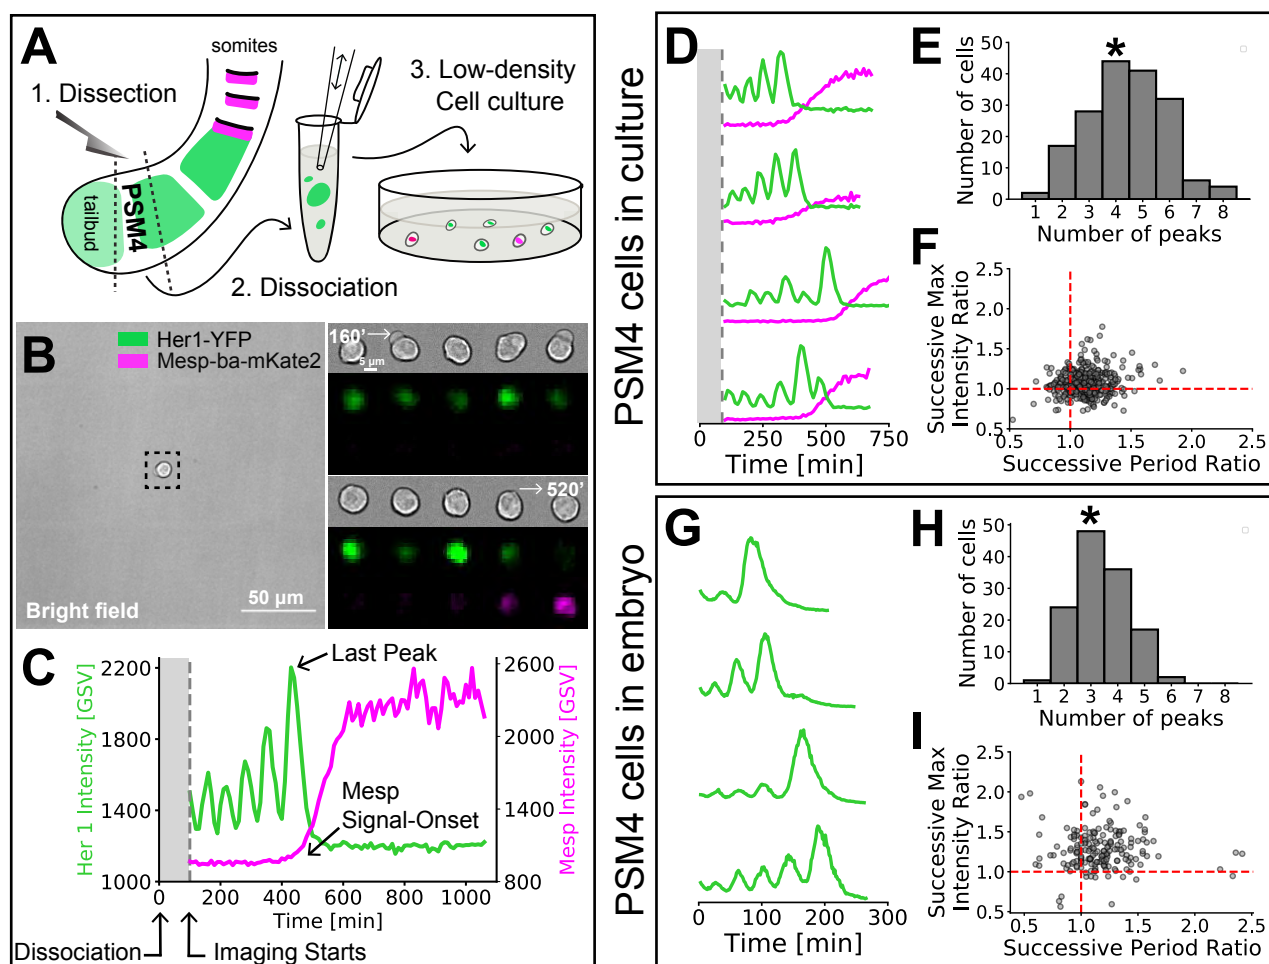 A
somites
1. Dissection
3. Low-density
Cell culture
tailbud
PSM4
2. Dissociation
B
Her1-YFP
Mesp-ba-mKate2
Bright field
50 µm
160'
5 µm
520'
C
Her 1 Intensity [GSV]
2200
1800
1400
1000
Last Peak
Mesp
Signal-Onset
2600
2200
1400
800
Mesp Intensity [GSV]
0 200 400 600 800 1000
Time [min]
Dissociation
Imaging Starts
PSM4 cells in culture
D
0 250 500 750
Time [min]
E
*
Number of cells
50
40
30
20
10
0
1 2 3 4 5 6 7 8
Number of peaks
F
Successive Max
Intensity Ratio
2.5
2.0
1.5
1.0
0.5
0.5 1.0 1.5 2.0 2.5
Successive Period Ratio
PSM4 cells in embryo
G
0 100 200 300
Time [min]
H
*
Number of cells
50
40
30
20
10
0
1 2 3 4 5 6 7 8
Number of peaks
I
Successive Max
Intensity Ratio
2.5
2.0
1.5
1.0
0.5
0.5 1.0 1.5 2.0 2.5
Successive Period Ratio